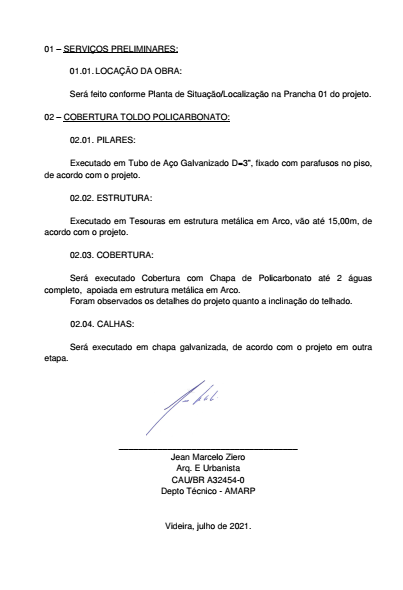 01 – SERVIÇOS PRELIMINARES:
01.01. LOCAÇÃO DA OBRA:
Será feito conforme Planta de Situação/Localização na Prancha 01 do projeto.
02 – COBERTURA TOLDO POLICARBONATO:
02.01. PILARES:
Executado em Tubo de Aço Galvanizado D=3", fixado com parafusos no piso,
de acordo com o projeto.
02.02. ESTRUTURA:
Executado em Tesouras em estrutura metálica em Arco, vão até 15,00m, de
acordo com o projeto.
02.03. COBERTURA:
Será executado Cobertura com Chapa de Policarbonato até 2 águas
completo, apoiada em estrutura metálica em Arco.
Foram observados os detalhes do projeto quanto a inclinação do telhado.
02.04. CALHAS:
Será executado em chapa galvanizada, de acordo com o projeto em outra
etapa.
Jean Marcelo Ziero
Arq. E Urbanista
CAU/BR A32454-0
Depto Técnico - AMARP
Videira, julho de 2021.